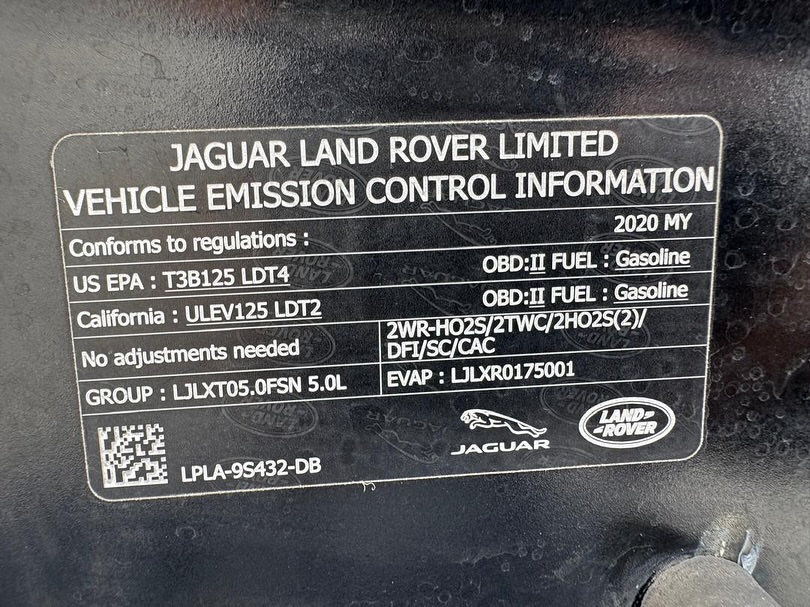 JAGUAR LAND ROVER LIMITED
VEHICLE EMISSION CONTROL INFORMATION
Conforms to regulations : 2020 MY
US EPA : T3B125 LDT4 OBD:II FUEL : Gasoline
California : ULEV125 LDT2 OBD:II FUEL : Gasoline
No adjustments needed
2WR-HO2S/2TWC/2HO2S(2)/
DFI/SC/CAC
GROUP : LJLXT05.0FSN 5.0L
EVAP : LJLXR0175001
LPLA-9S432-DB
JAGUAR
LAND-
-ROVER